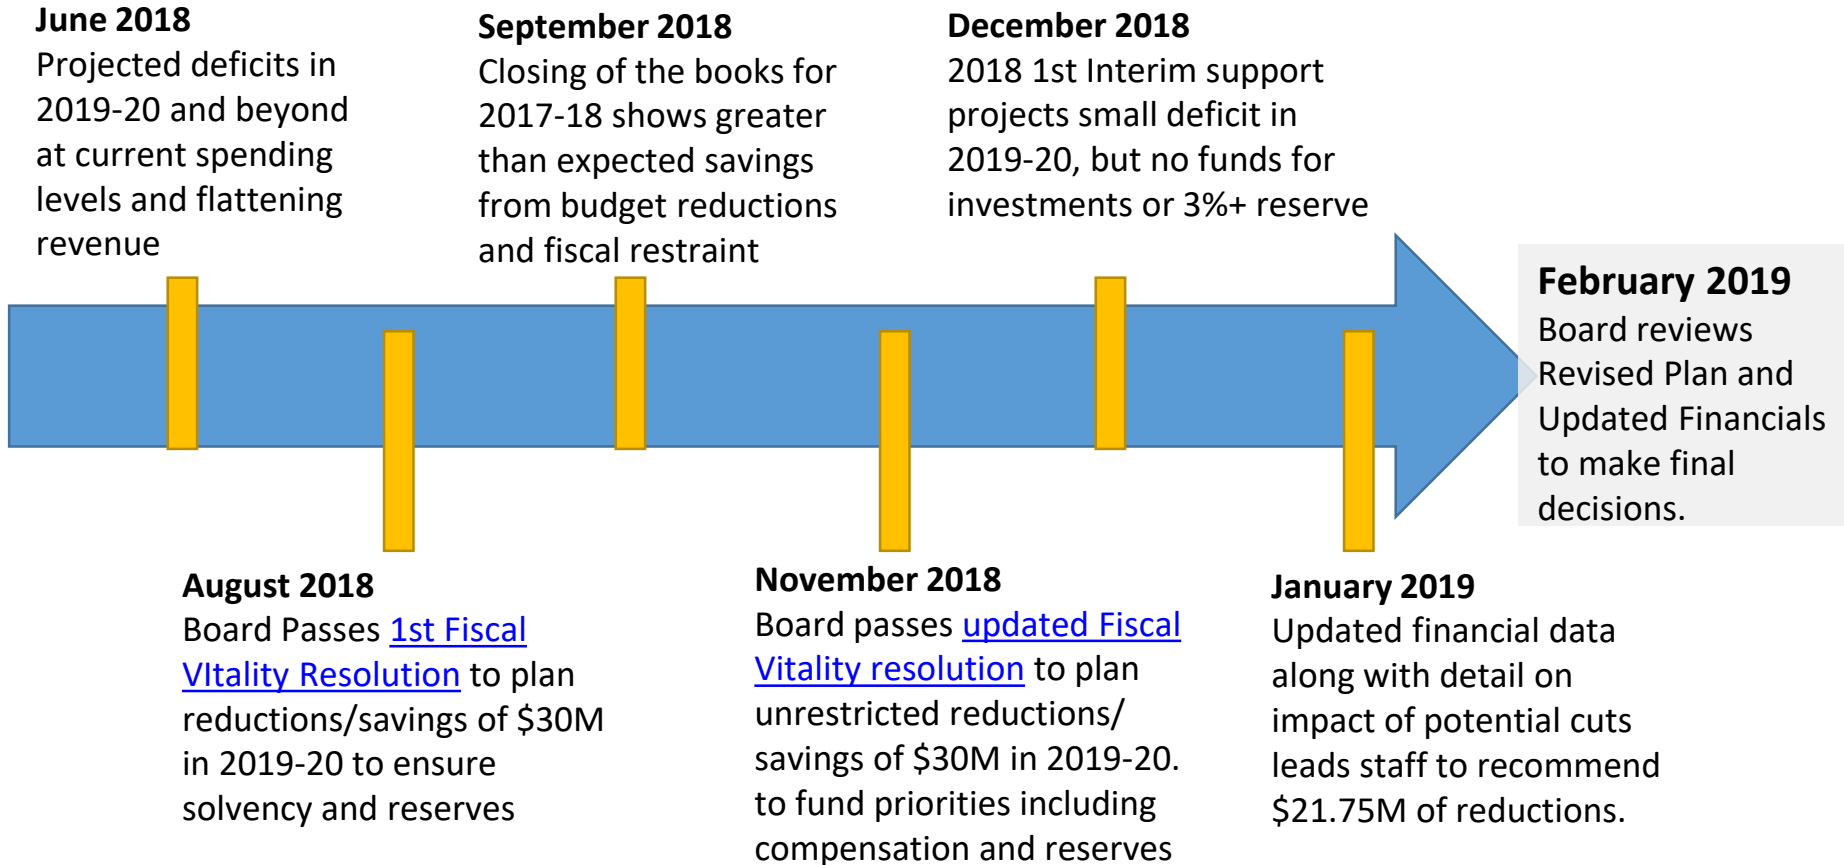 June 2018
Projected deficits in
2019-20 and beyond
at current spending
levels and flattening
revenue
September 2018
Closing of the books for
2017-18 shows greater
than expected savings
from budget reductions
and fiscal restraint
December 2018
2018 1st Interim support
projects small deficit in
2019-20, but no funds for
investments or 3%+ reserve
February 2019
Board reviews
Revised Plan and
Updated Financials
to make final
decisions.
August 2018
Board Passes 1st Fiscal
VItality Resolution to plan
reductions/savings of $30M
in 2019-20 to ensure
solvency and reserves
November 2018
Board passes updated Fiscal
Vitality resolution to plan
unrestricted reductions/
savings of $30M in 2019-20.
to fund priorities including
compensation and reserves
January 2019
Updated financial data
along with detail on
impact of potential cuts
leads staff to recommend
$21.75M of reductions.